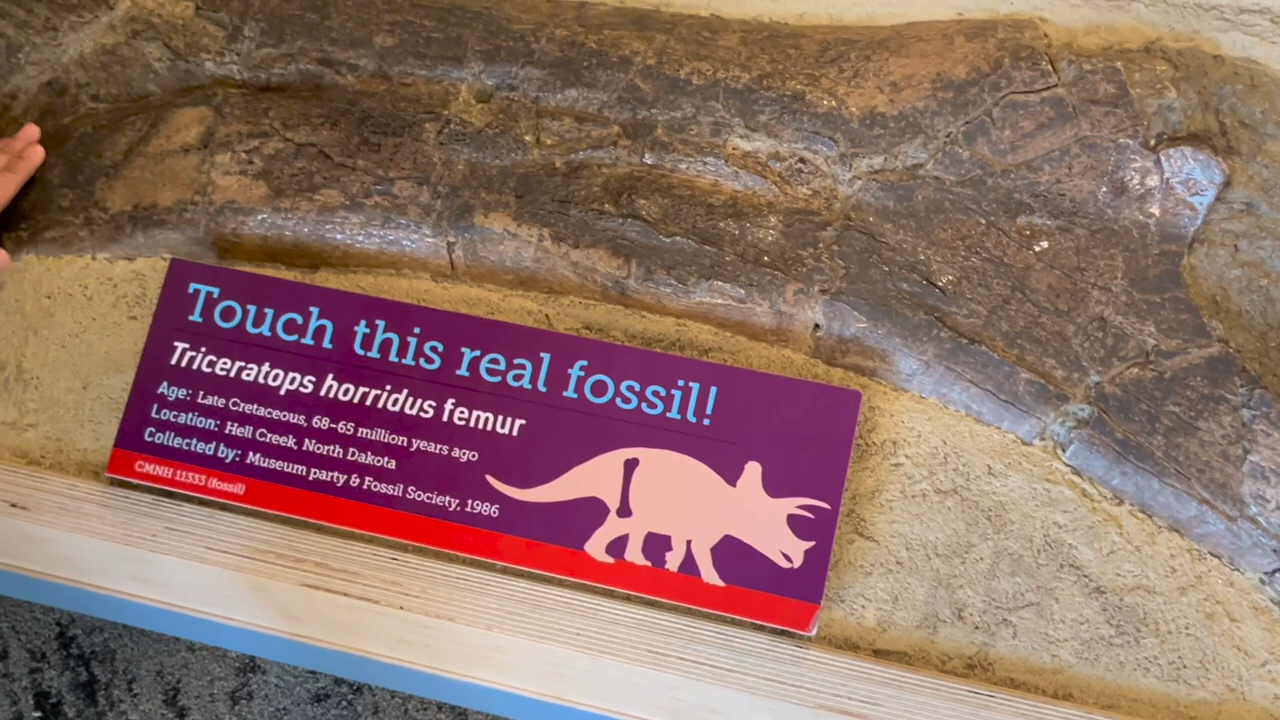 Touch this real fossil!
Triceratops horridus femur
Age: Late Cretaceous, 68–65 million years ago
Location: Hell Creek, North Dakota
Collected by: Museum party & Fossil Society, 1986
CMNH 11333 (fossil)